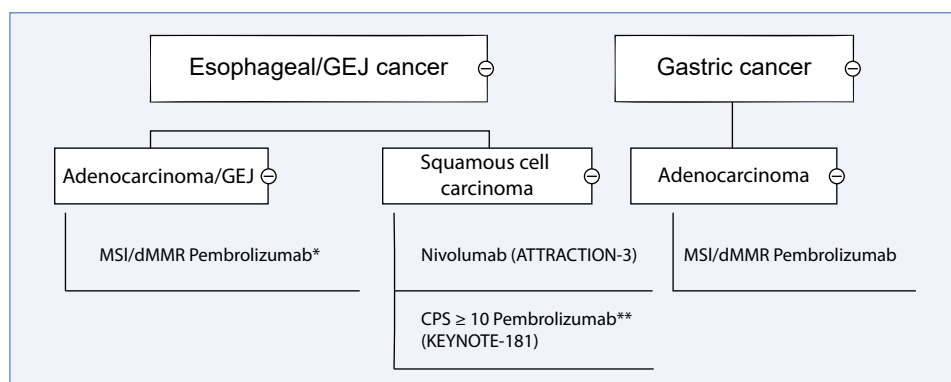 Esophageal/GEJ cancer
Gastric cancer
Adenocarcinoma/GEJ
Squamous cell
carcinoma
Adenocarcinoma
MSI/dMMR Pembrolizumab*
Nivolumab (ATTRACTION-3)
MSI/dMMR Pembrolizumab
CPS ≥ 10 Pembrolizumab**
(KEYNOTE-181)